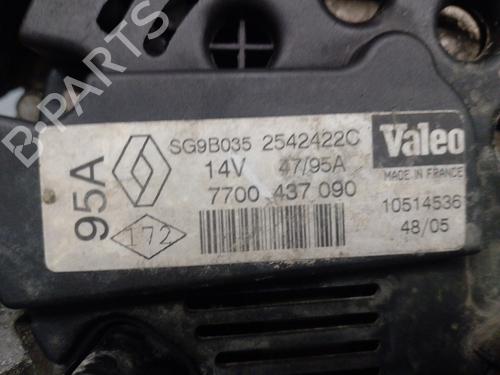 B-PARTS
95A
SG9B035 2542422C
14V 47/95A
7700 437 090
172
Valeo
MADE IN FRANCE
10514536
48/05